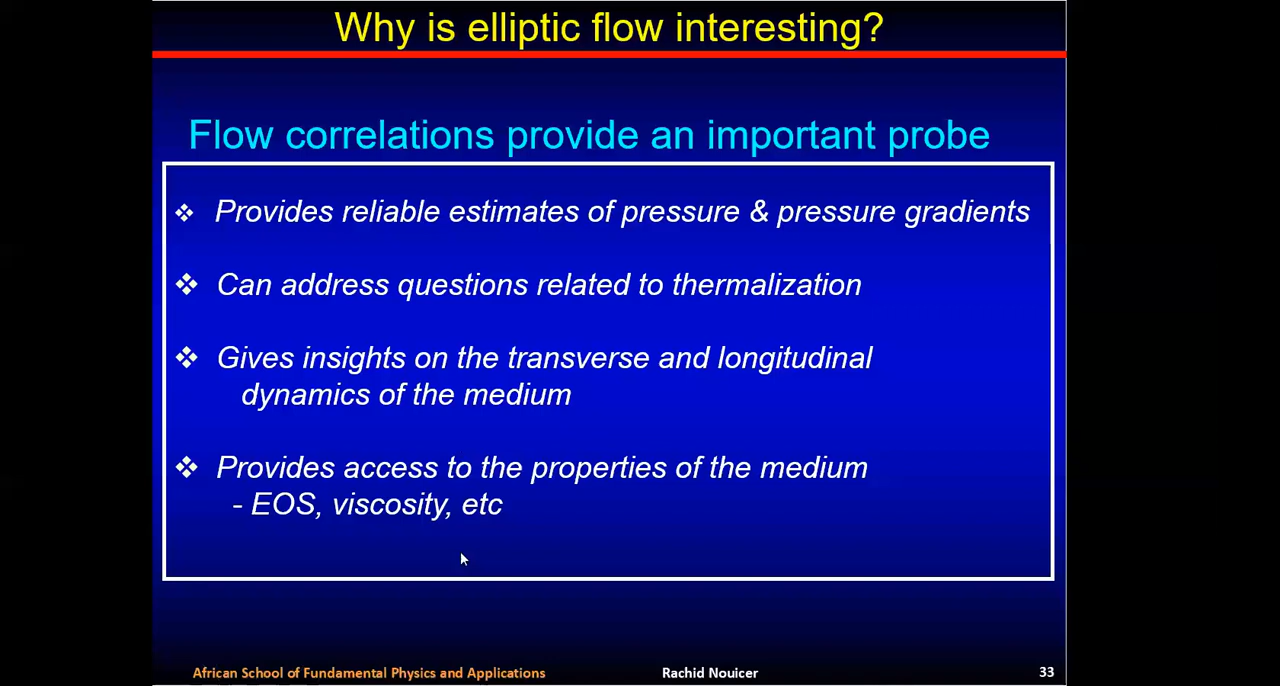 Why is elliptic flow interesting?
Flow correlations provide an important probe
❖ Provides reliable estimates of pressure & pressure gradients
❖ Can address questions related to thermalization
❖ Gives insights on the transverse and longitudinal
dynamics of the medium
❖ Provides access to the properties of the medium
- EOS, viscosity, etc
African School of Fundamental Physics and Applications Rachid Nouicer 33